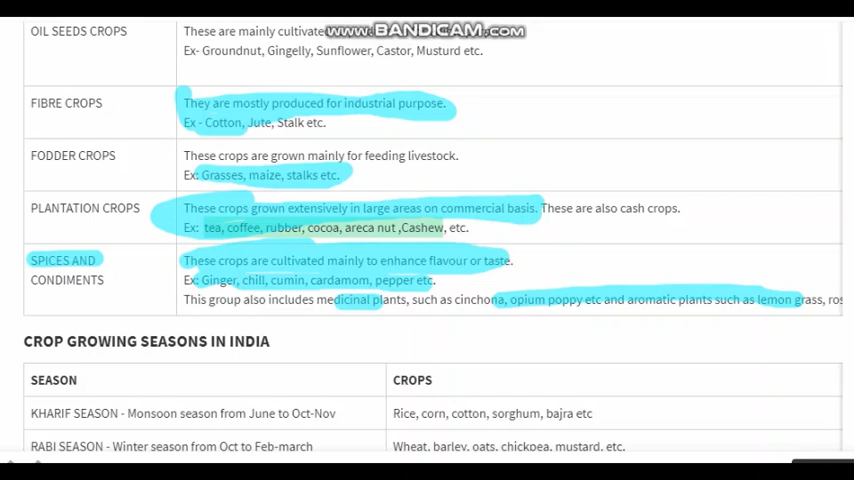 www.BANDICAM.com
OIL SEEDS CROPS
These are mainly cultivated
Ex- Groundnut, Gingelly, Sunflower, Castor, Musturd etc.
FIBRE CROPS
They are mostly produced for industrial purpose.
Ex - Cotton, Jute, Stalk etc.
FODDER CROPS
These crops are grown mainly for feeding livestock.
Ex: Grasses, maize, stalks etc.
PLANTATION CROPS
These crops grown extensively in large areas on commercial basis. These are also cash crops.
Ex: tea, coffee, rubber, cocoa, areca nut ,Cashew, etc.
SPICES AND
CONDIMENTS
These crops are cultivated mainly to enhance flavour or taste.
Ex: Ginger, chill, cumin, cardamom, pepper etc.
This group also includes medicinal plants, such as cinchona, opium poppy etc and aromatic plants such as lemon grass, ros
CROP GROWING SEASONS IN INDIA
SEASON
CROPS
KHARIF SEASON - Monsoon season from June to Oct-Nov
Rice, corn, cotton, sorghum, bajra etc
RABI SEASON - Winter season from Oct to Feb-march
Wheat, barley, oats, chickpea, mustard, etc.